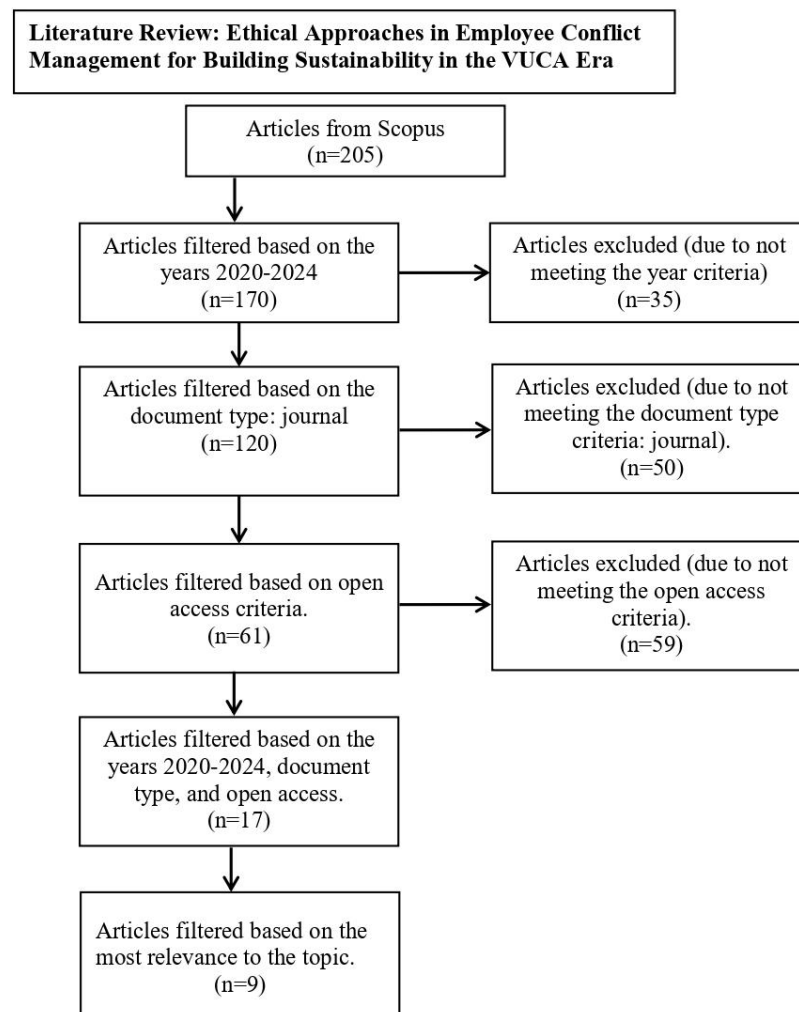 Literature Review: Ethical Approaches in Employee Conflict
Management for Building Sustainability in the VUCA Era
Articles from Scopus
(n=205)
Articles filtered based on the
years 2020-2024
(n=170)
Articles excluded (due to not
meeting the year criteria)
(n=35)
Articles filtered based on the
document type: journal
(n=120)
Articles excluded (due to not
meeting the document type
criteria: journal).
(n=50)
Articles filtered based on open
access criteria.
(n=61)
Articles excluded (due to not
meeting the open access
criteria).
(n=59)
Articles filtered based on the
years 2020-2024, document
type, and open access.
(n=17)
Articles filtered based on the
most relevance to the topic.
(n=9)